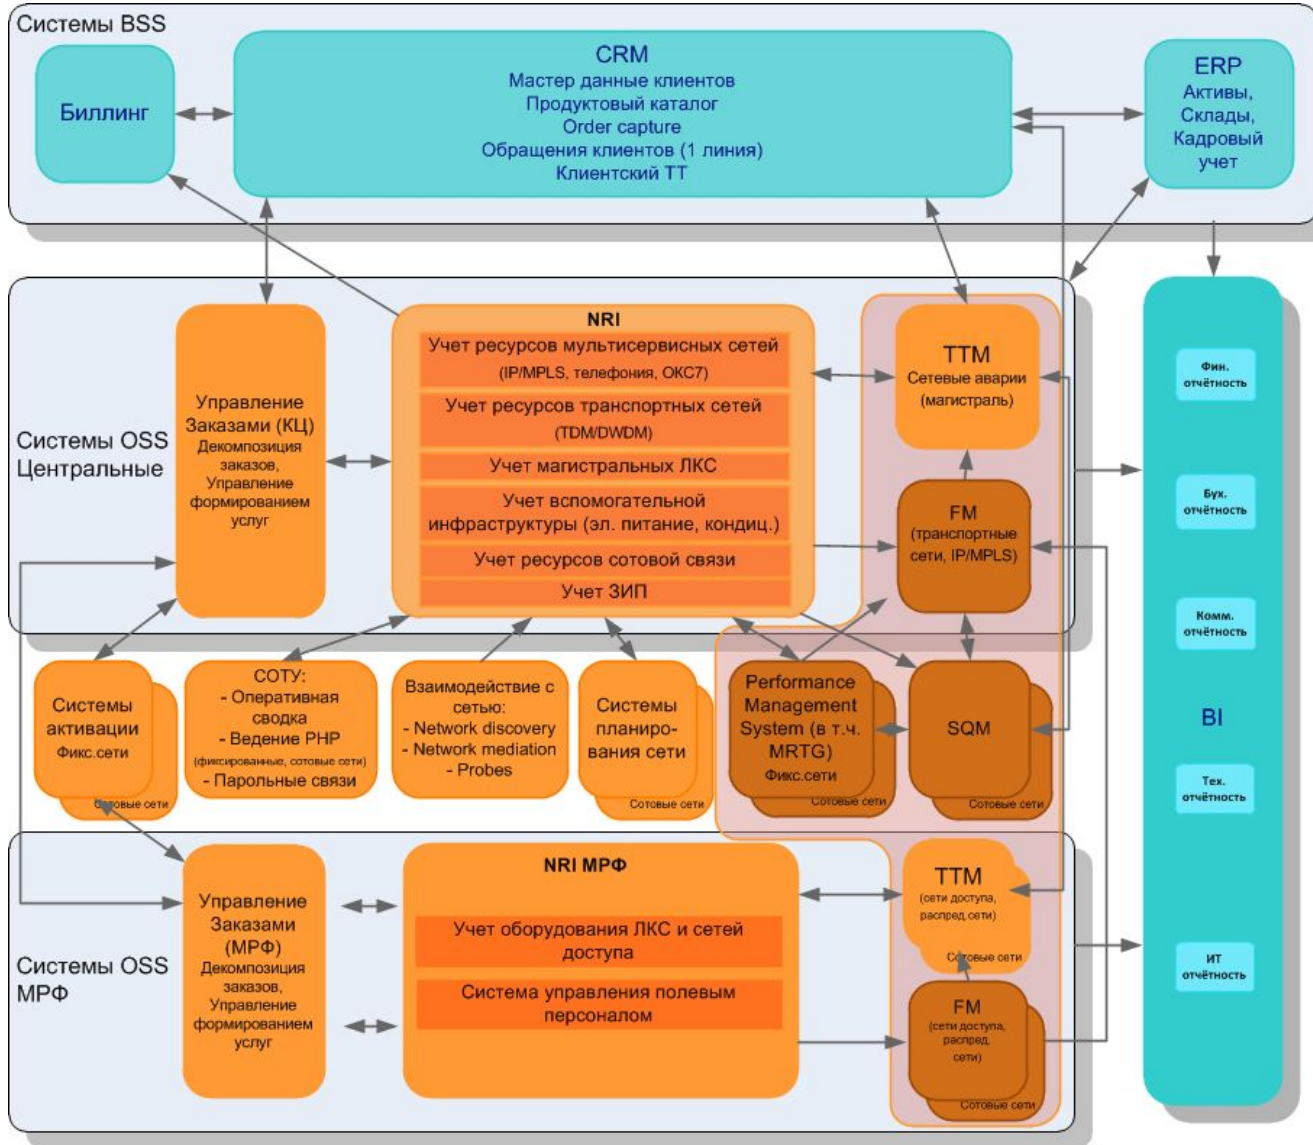 Системы BSS
Биллинг
CRM
Мастер данные клиентов
Продуктовый каталог
Order capture
Обращения клиентов (1 линия)
Клиентский ТТ
ERP
Активы,
Склады,
Кадровый
учет
Системы OSS
Центральные
Управление
Заказами (КЦ)
Декомпозиция
заказов,
Управление
формированием
услуг
NRI
Учет ресурсов мультисервисных сетей
(IP/MPLS, телефония, ОКС7)
Учет ресурсов транспортных сетей
(TDM/DWDM)
Учет магистральных ЛКС
Учет вспомогательной
инфраструктуры (эл. питание, кондиц.)
Учет ресурсов сотовой связи
Учет ЗИП
TTM
Сетевые аварии
(магистраль)
FM
(транспортные
сети, IP/MPLS)
Системы
активации
Фикс.сети
Сотовые сети
СОТУ:
- Оперативная
сводка
- Ведение РНР
(фиксированные, сотовые сети)
- Парольные связи
Взаимодействие с
сетью:
- Network discovery
- Network mediation
- Probes
Системы
планиро-
вания сети
Сотовые сети
Performance
Management
System (в т.ч.
MRTG)
Фикс.сети
Сотовые сети
SQM
Сотовые сети
Системы OSS
МРФ
Управление
Заказами
(МРФ)
Декомпозиция
заказов,
Управление
формированием
услуг
NRI МРФ
Учет оборудования ЛКС и сетей
доступа
Система управления полевым
персоналом
TTM
(сети доступа,
распред.сети)
Сотовые сети
FM
(сети доступа,
распред.
сети)
Сотовые сети
Фин.
отчётность
Бух.
отчётность
Комм.
отчётность
BI
Тех.
отчётность
ИТ
отчётность